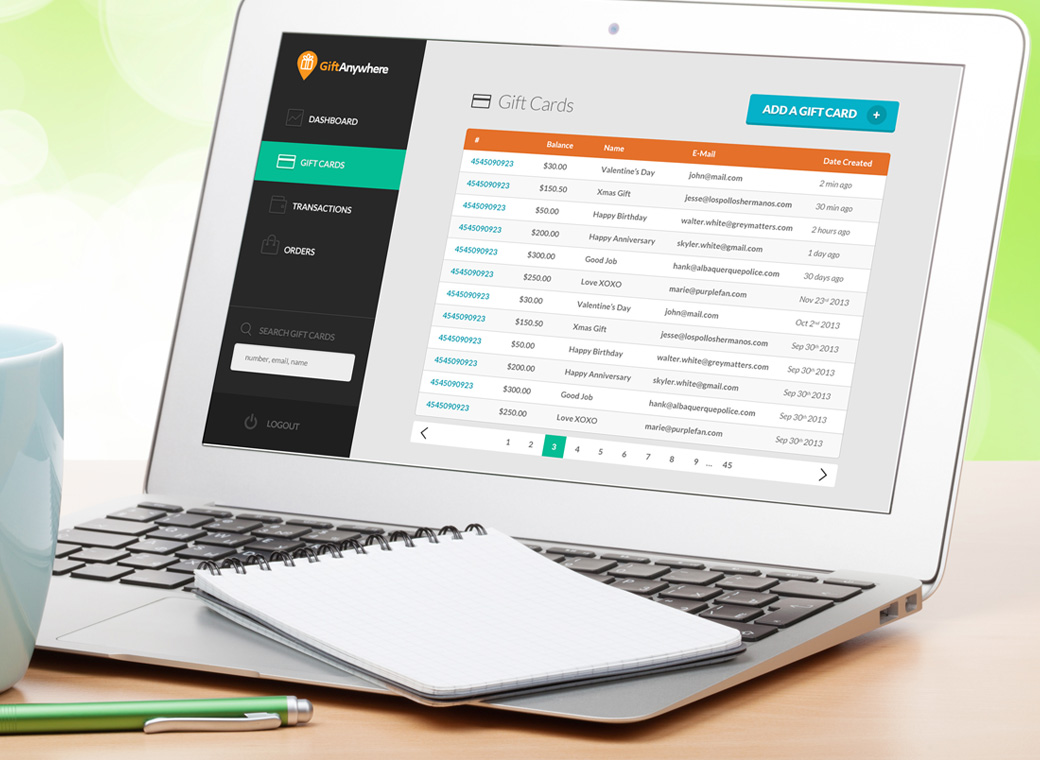 GiftAnywhere
DASHBOARD
GIFT CARDS
TRANSACTIONS
ORDERS
SEARCH GIFT CARDS
number, email, name
LOGOUT
Gift Cards
ADD A GIFT CARD +
# Balance Name E-Mail Date Created
4545090923 $30.00 Valentine's Day john@mail.com 2 min ago
4545090923 $150.50 Xmas Gift jesse@lospolloshermanos.com 30 min ago
4545090923 $50.00 Happy Birthday walter.white@greymatters.com 2 hours ago
4545090923 $200.00 Happy Anniversary skyler.white@gmail.com 1 day ago
4545090923 $300.00 Good Job hank@albaquerquepolice.com 30 days ago
4545090923 $250.00 Love XOXO marie@purplefan.com Nov 23rd 2013
4545090923 $30.00 Valentine's Day john@mail.com Oct 2nd 2013
4545090923 $150.50 Xmas Gift jesse@lospolloshermanos.com Sep 30th 2013
4545090923 $50.00 Happy Birthday walter.white@greymatters.com Sep 30th 2013
4545090923 $200.00 Happy Anniversary skyler.white@gmail.com Sep 30th 2013
4545090923 $300.00 Good Job hank@albaquerquepolice.com Sep 30th 2013
4545090923 $250.00 Love XOXO marie@purplefan.com Sep 30th 2013
1 2 3 4 5 6 7 8 9 ... 45